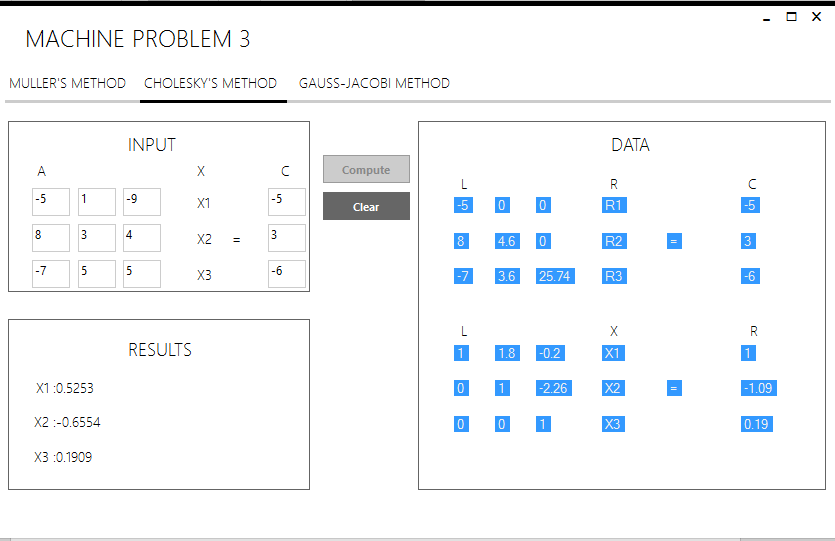 MACHINE PROBLEM 3
MULLER'S METHOD CHOLESKY'S METHOD GAUSS-JACOBI METHOD
INPUT
A X C
-5 1 -9 X1 -5
8 3 4 X2 = 3
-7 5 5 X3 -6
Compute
Clear
RESULTS
X1 :0.5253
X2 :-0.6554
X3 :0.1909
DATA
L R C
-5 0 0 R1 -5
8 4.6 0 R2 = 3
-7 3.6 25.74 R3 -6
L X R
1 1.8 -0.2 X1 1
0 1 -2.26 X2 = -1.09
0 0 1 X3 0.19